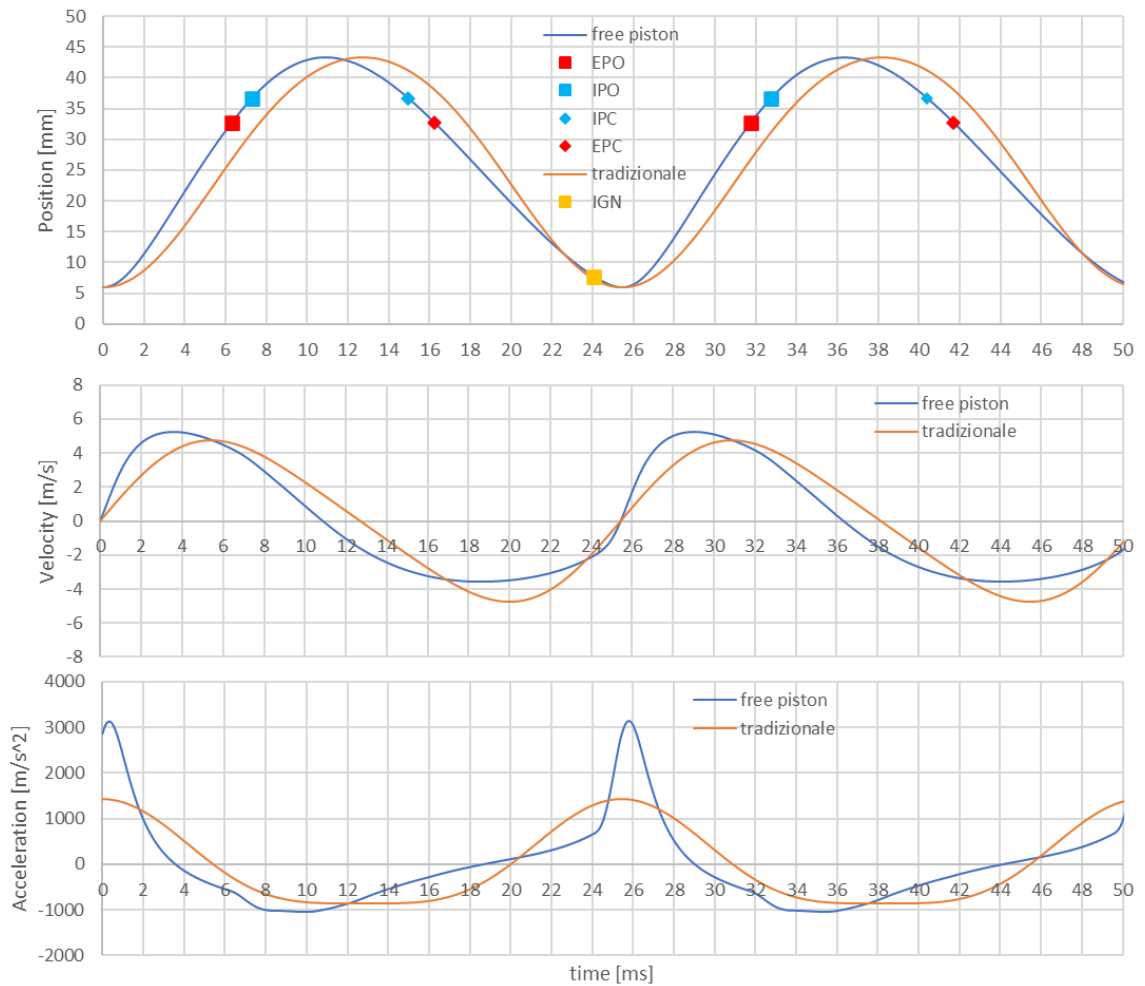 50
45
40
35
30
25
20
15
10
5
0
Position [mm]
free piston
EPO
IPO
IPC
EPC
tradizionale
IGN
0 2 4 6 8 10 12 14 16 18 20 22 24 26 28 30 32 34 36 38 40 42 44 46 48 50
8
6
4
2
0
-2
-4
-6
-8
Velocity [m/s]
free piston
tradizionale
0 2 4 6 8 10 12 14 16 18 20 22 24 26 28 30 32 34 36 38 40 42 44 46 48 50
4000
3000
2000
1000
0
-1000
-2000
Acceleration [m/s^2]
free piston
tradizionale
0 2 4 6 8 10 12 14 16 18 20 22 24 26 28 30 32 34 36 38 40 42 44 46 48 50
time [ms]